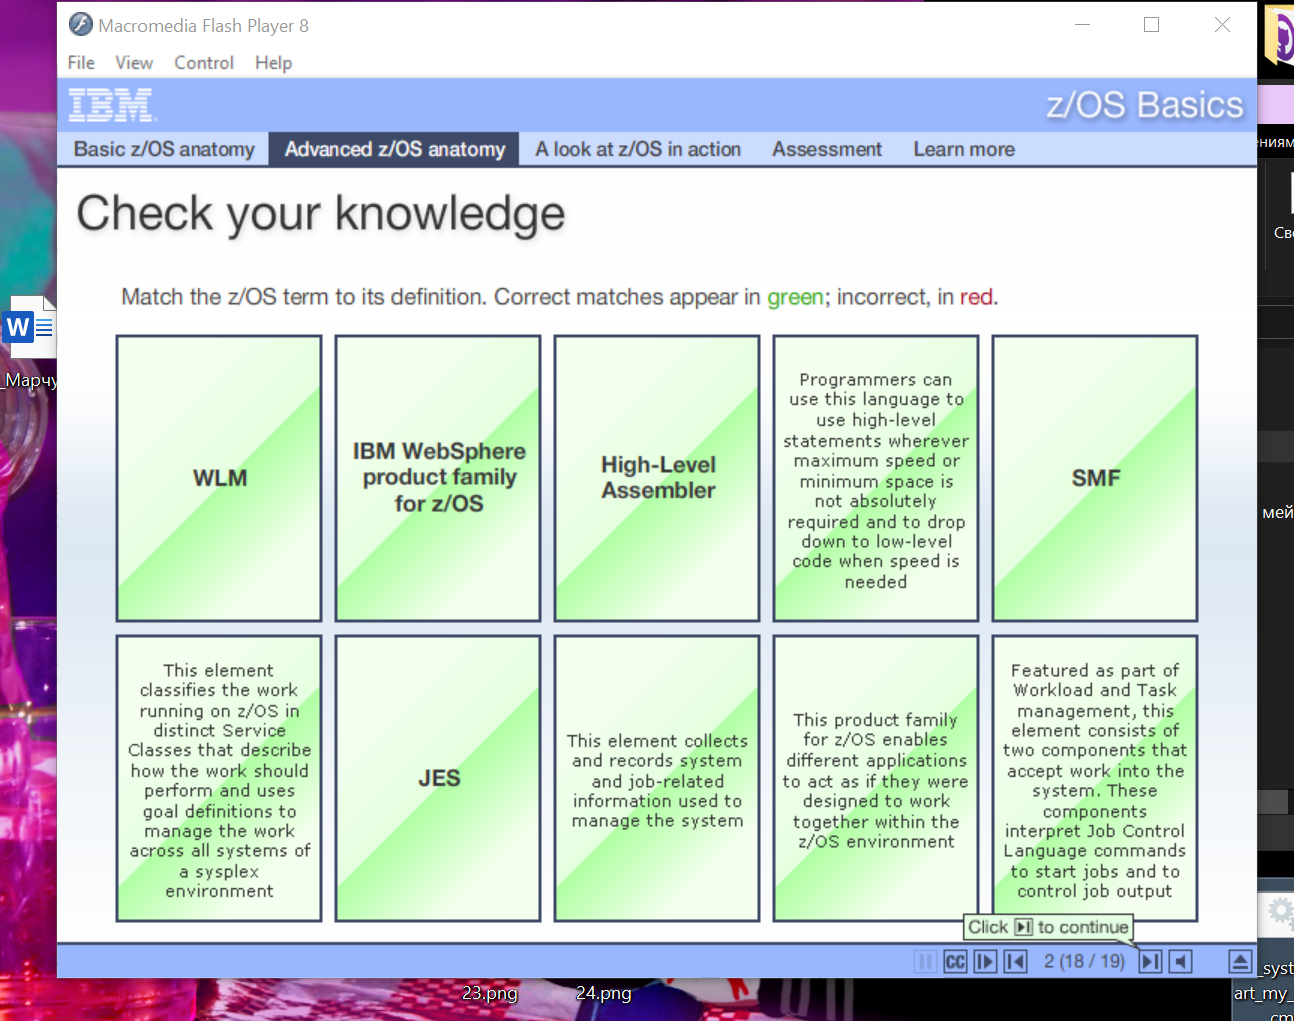 Macromedia Flash Player 8
File View Control Help
IBM
z/OS Basics
Basic z/OS anatomy Advanced z/OS anatomy A look at z/OS in action Assessment Learn more
Check your knowledge
Match the z/OS term to its definition. Correct matches appear in green; incorrect, in red.
WLM
IBM WebSphere
product family
for z/OS
High-Level
Assembler
Programmers can
use this language to
use high-level
statements wherever
maximum speed or
minimum space is
not absolutely
required and to drop
down to low-level
code when speed is
needed
SMF
This element
classifies the work
running on z/OS in
distinct Service
Classes that describe
how the work should
perform and uses
goal definitions to
manage the work
across all systems of
a sysplex
environment
JES
This element collects
and records system
and job-related
information used to
manage the system
This product family
for z/OS enables
different applications
to act as if they were
designed to work
together within the
z/OS environment
Featured as part of
Workload and Task
management, this
element consists of
two components that
accept work into the
system. These
components
interpret Job Control
Language commands
to start jobs and to
control job output
Click to continue
CC 2 (18 / 19)
W
_Марчу
23.png 24.png
ениям
Св
мей
_syst
art_my_
cm